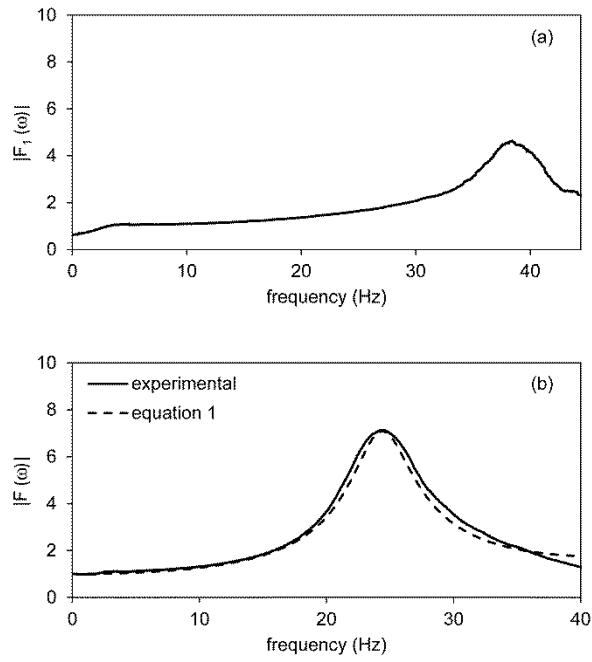 (a)
|F₁ (ω)|
10
8
6
4
2
0
0 10 20 30 40
frequency (Hz)
(b)
experimental
equation 1
|F (ω)|
10
8
6
4
2
0
0 10 20 30 40
frequency (Hz)